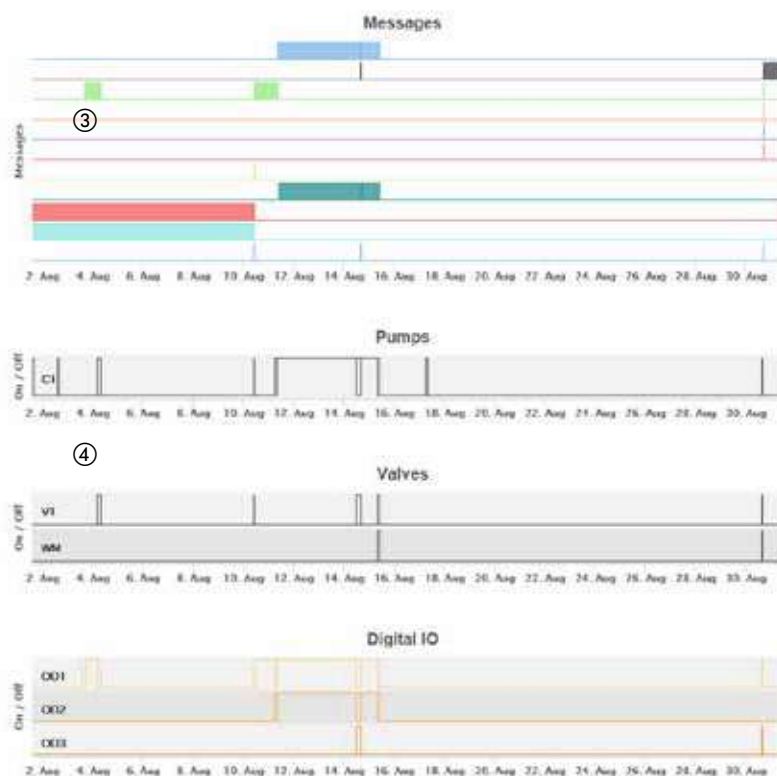 Messages
③
Messages
2. Aug 4. Aug 6. Aug 8. Aug 10. Aug 12. Aug 14. Aug 16. Aug 18. Aug 20. Aug 22. Aug 24. Aug 26. Aug 28. Aug 30. Aug
Pumps
On / Off
C1
2. Aug 4. Aug 6. Aug 8. Aug 10. Aug 12. Aug 14. Aug 16. Aug 18. Aug 20. Aug 22. Aug 24. Aug 26. Aug 28. Aug 30. Aug
④
Valves
On / Off
V1
WM
2. Aug 4. Aug 6. Aug 8. Aug 10. Aug 12. Aug 14. Aug 16. Aug 18. Aug 20. Aug 22. Aug 24. Aug 26. Aug 28. Aug 30. Aug
Digital IO
On / Off
OD1
OD2
OD3
2. Aug 4. Aug 6. Aug 8. Aug 10. Aug 12. Aug 14. Aug 16. Aug 18. Aug 20. Aug 22. Aug 24. Aug 26. Aug 28. Aug 30. Aug